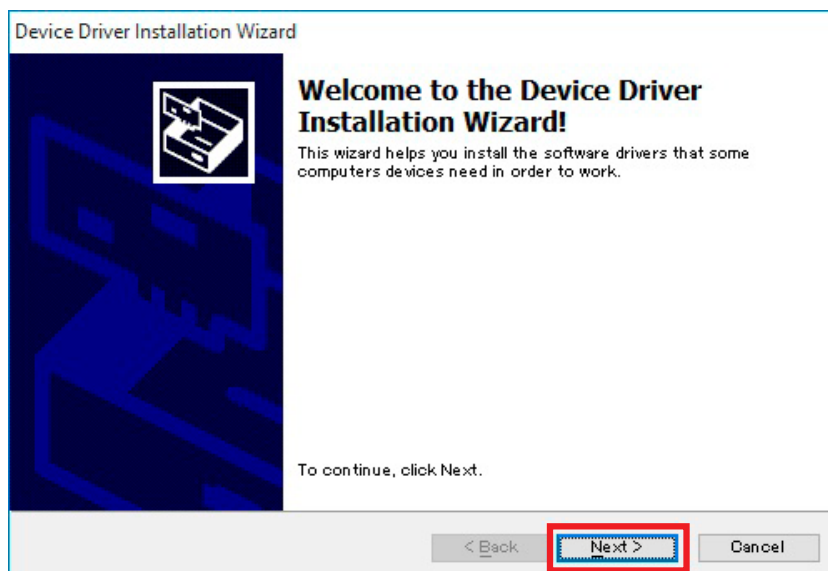 Device Driver Installation Wizard
Welcome to the Device Driver
Installation Wizard!
This wizard helps you install the software drivers that some
computers devices need in order to work.
To continue, click Next.
< Back
Next >
Cancel